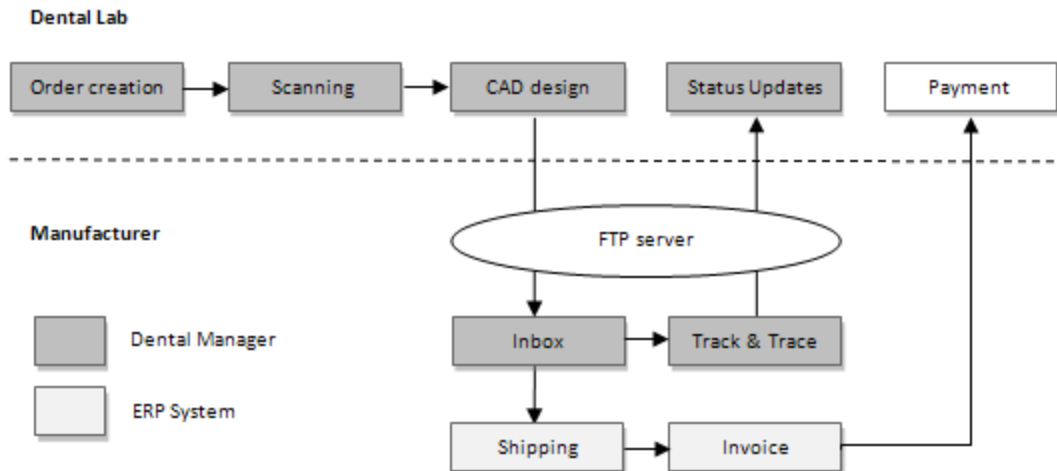 Dental Lab
Order creation
Scanning
CAD design
Status Updates
Payment
Manufacturer
FTP server
Dental Manager
Inbox
Track & Trace
ERP System
Shipping
Invoice